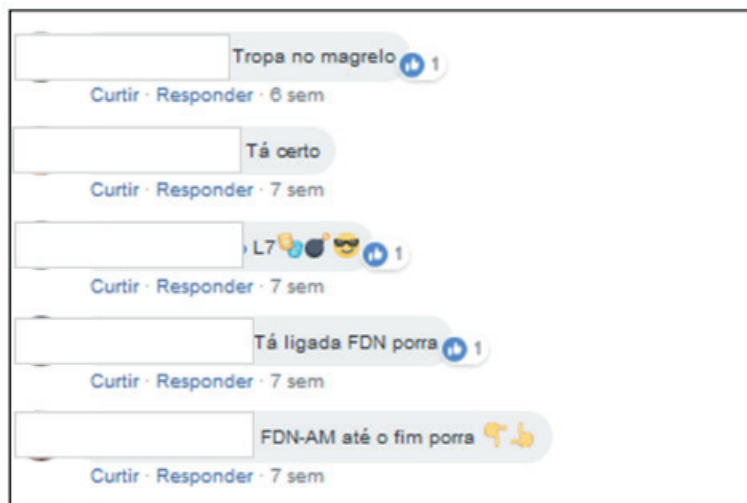 Tropa no magrelo 1
Curtir · Responder · 6 sem
Tá certo
Curtir · Responder · 7 sem
L7 1
Curtir · Responder · 7 sem
Tá ligada FDN porra 1
Curtir · Responder · 7 sem
FDN-AM até o fim porra
Curtir · Responder · 7 sem